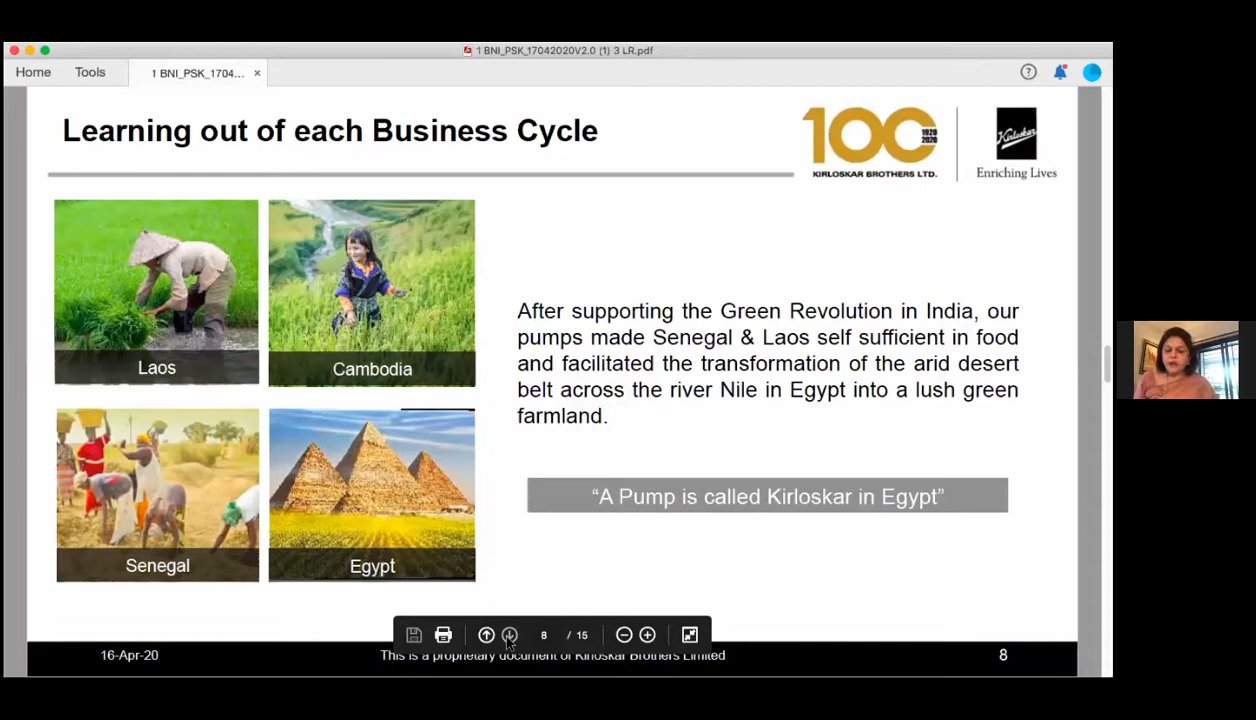 1 BNI_PSK_17042020V2.0 (1) 3 LR.pdf
Home Tools 1 BNI_PSK_1704... ×
?
Learning out of each Business Cycle
100
1920
2020
KIRLOSKAR BROTHERS LTD.
Kirloskar
Enriching Lives
Laos
Cambodia
Senegal
Egypt
After supporting the Green Revolution in India, our
pumps made Senegal & Laos self sufficient in food
and facilitated the transformation of the arid desert
belt across the river Nile in Egypt into a lush green
farmland.
“A Pump is called Kirloskar in Egypt”
8 / 15
16-Apr-20
This is a proprietary document of Kirloskar Brothers Limited
8